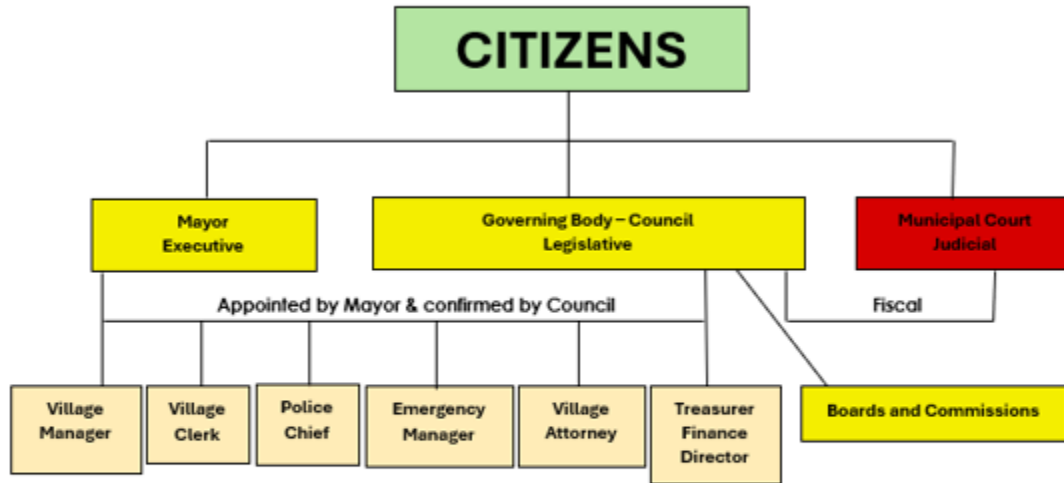 CITIZENS
Mayor
Executive
Governing Body – Council
Legislative
Municipal Court
Judicial
Appointed by Mayor & confirmed by Council
Fiscal
Village
Manager
Village
Clerk
Police
Chief
Emergency
Manager
Village
Attorney
Treasurer
Finance
Director
Boards and Commissions